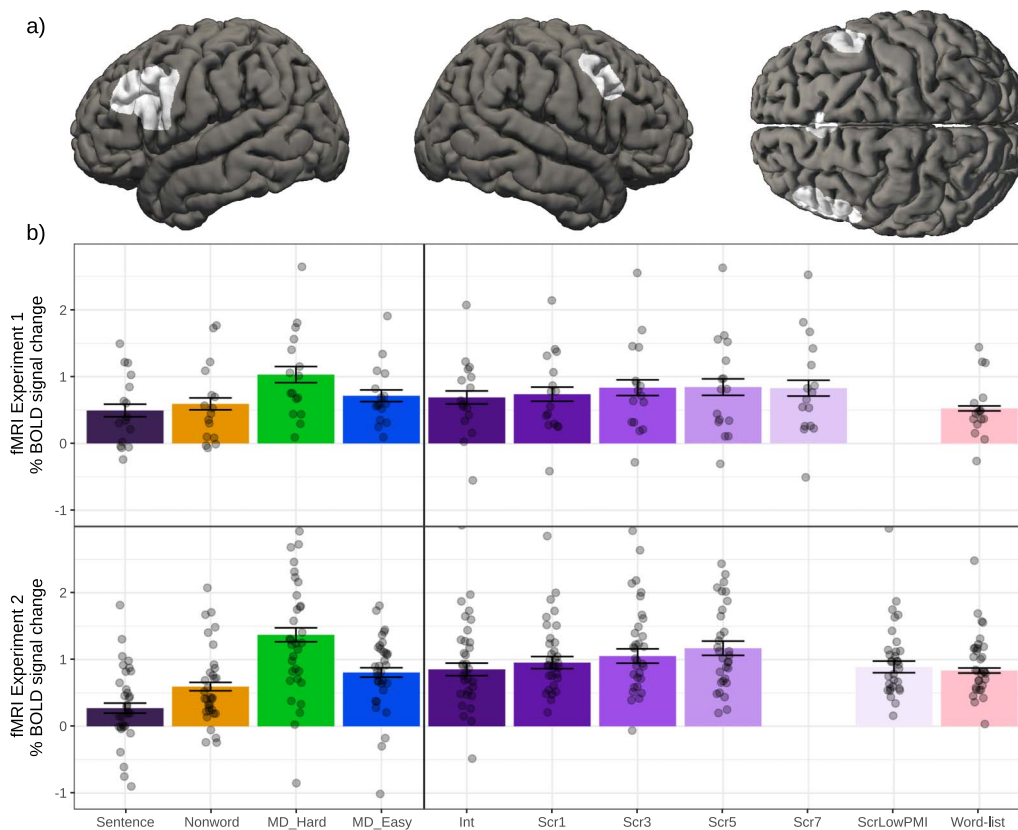 a)
b)
fMRI Experiment 1
% BOLD signal change
2
1
0
-1
fMRI Experiment 2
% BOLD signal change
2
1
0
-1
Sentence Nonword MD_Hard MD_Easy Int Scr1 Scr3 Scr5 Scr7 ScrLowPMI Word-list